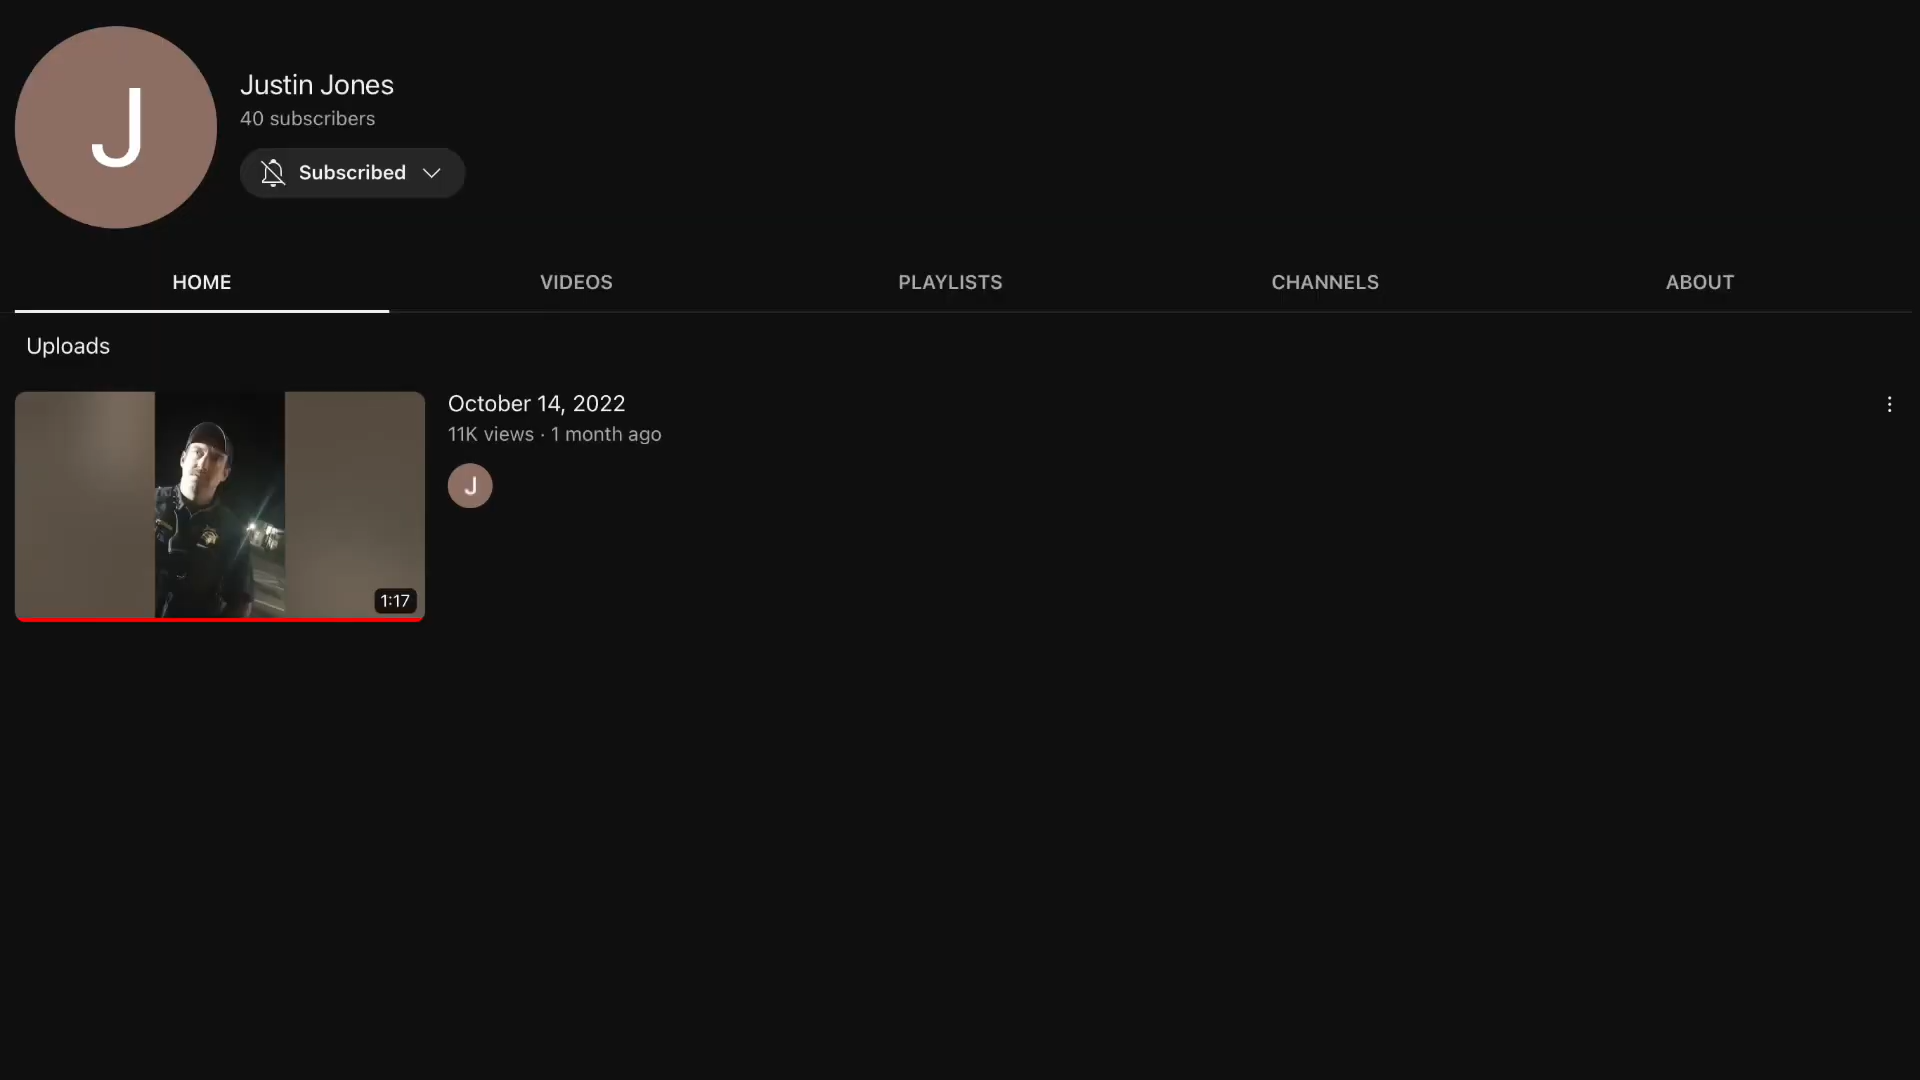 J
Justin Jones
40 subscribers
Subscribed
HOME VIDEOS PLAYLISTS CHANNELS ABOUT
Uploads
October 14, 2022
11K views · 1 month ago
J
1:17